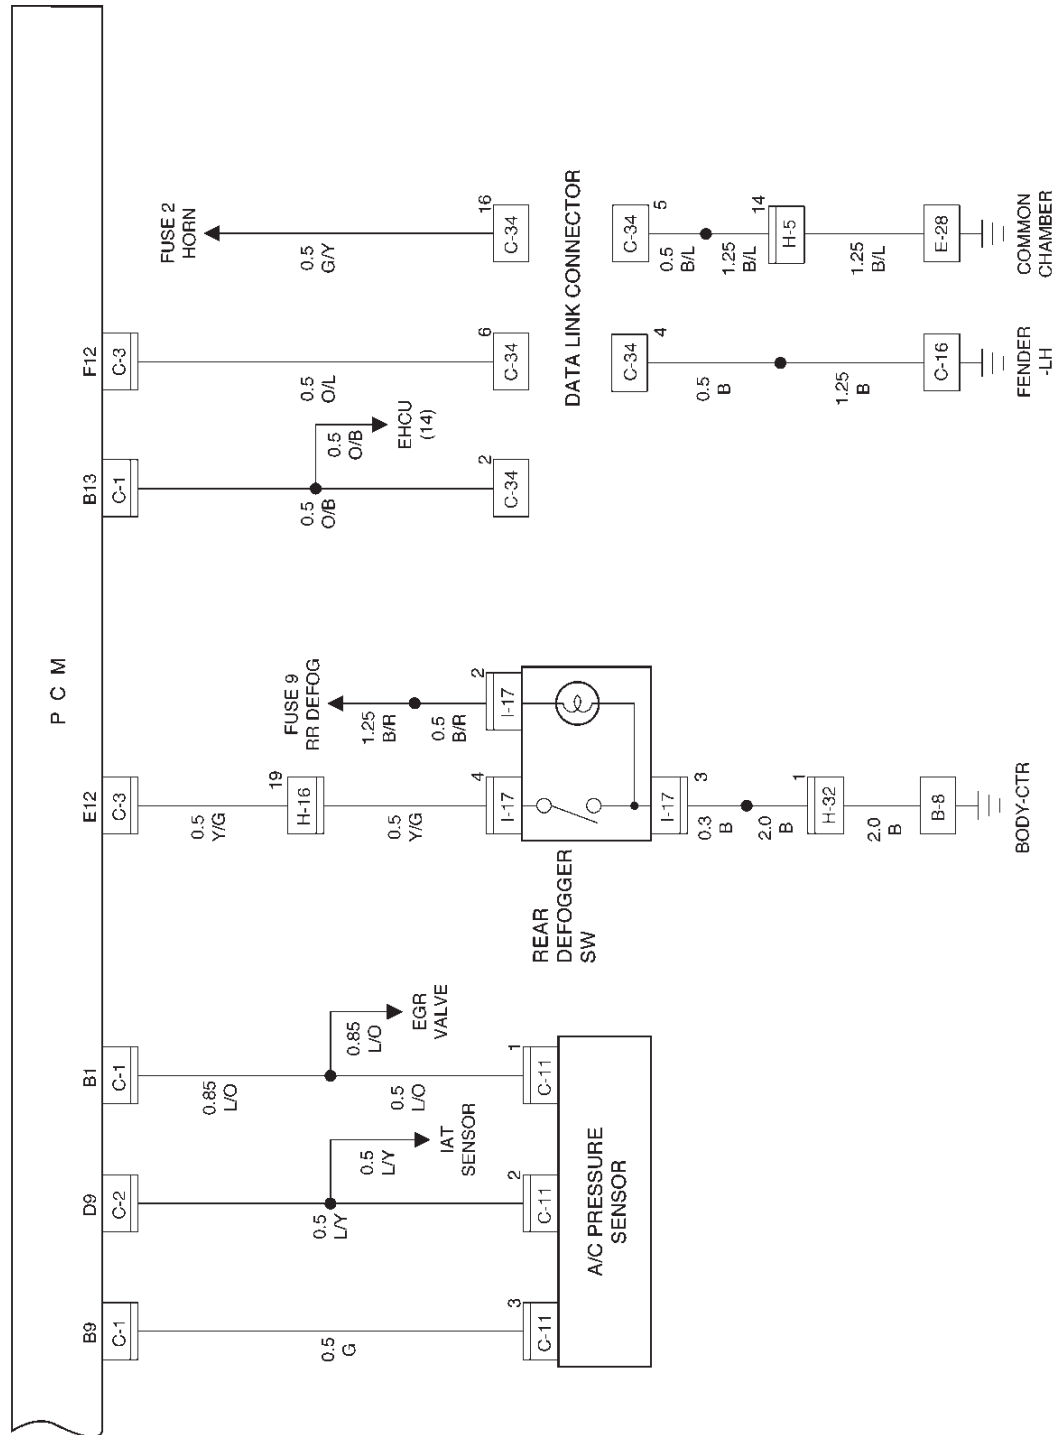 P C M
B9
C-1
0.5
G
3
C-11
D9
C-2
0.5
L/Y
0.5
L/Y
IAT
SENSOR
2
C-11
B1
C-1
0.85
L/O
0.85
L/O
EGR
VALVE
0.5
L/O
1
C-11
A/C PRESSURE
SENSOR
E12
C-3
0.5
Y/G
19
H-16
0.5
Y/G
4
I-17
FUSE 9
RR DEFOG
1.25
B/R
0.5
B/R
2
I-17
REAR
DEFOGGER
SW
I-17
3
0.3
B
2.0
B
1
H-32
2.0
B
B-8
BODY-CTR
B13
C-1
0.5
O/B
0.5
O/B
EHCU
(14)
2
C-34
F12
C-3
0.5
O/L
6
C-34
FUSE 2
HORN
0.5
G/Y
16
C-34
DATA LINK CONNECTOR
C-34
4
0.5
B
1.25
B
C-16
FENDER
-LH
C-34
5
0.5
B/L
1.25
B/L
14
H-5
1.25
B/L
E-28
COMMON
CHAMBER